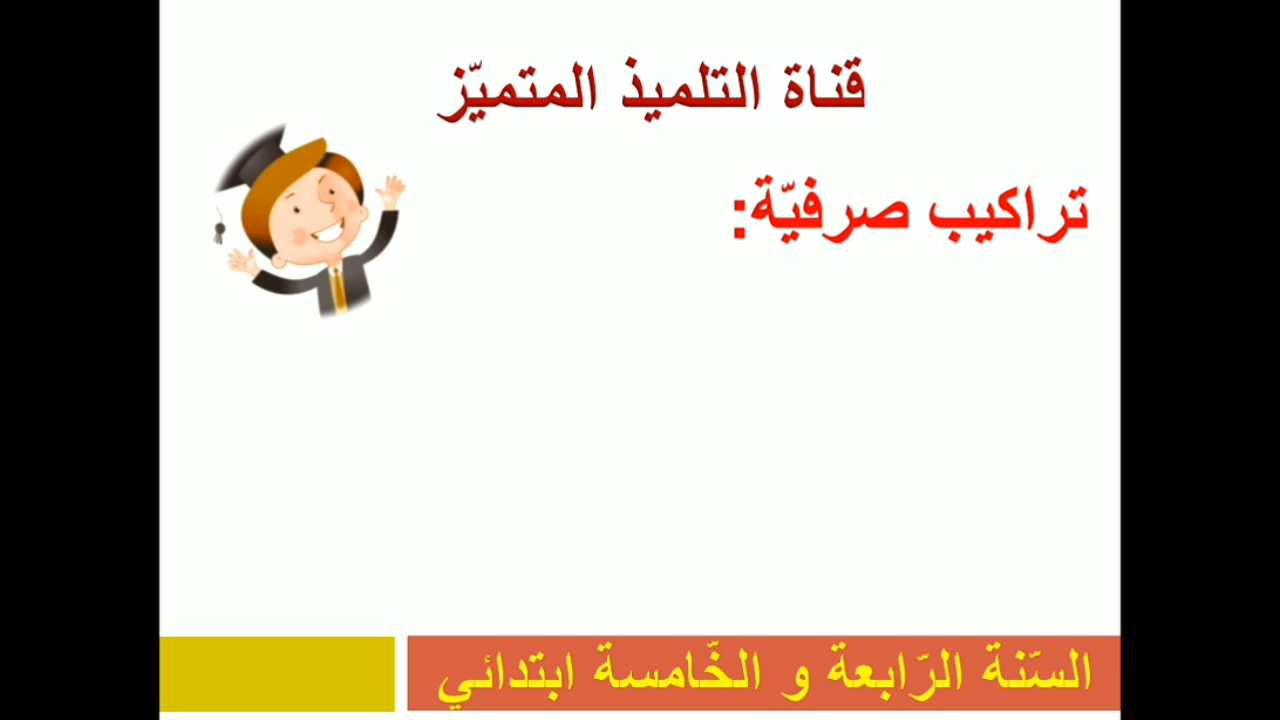 قناة التلميذ المتميّز
تراكيب صرفيّة:
السّنة الرّابعة و الخّامسة ابتدائي